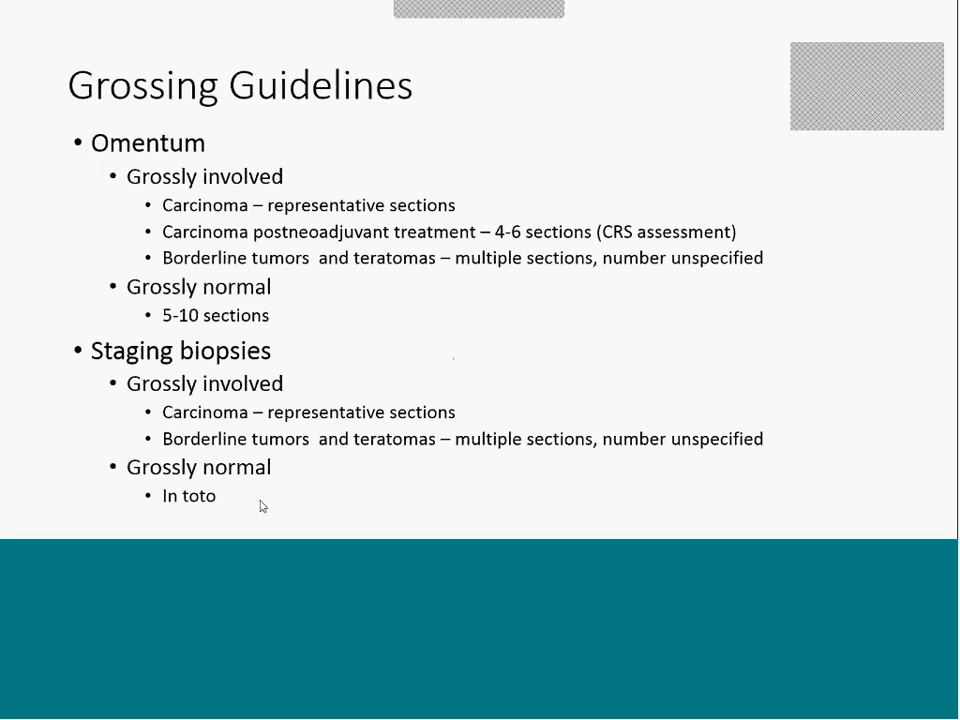 Grossing Guidelines
• Omentum
• Grossly involved
• Carcinoma – representative sections
• Carcinoma postneoadjuvant treatment – 4-6 sections (CRS assessment)
• Borderline tumors  and teratomas – multiple sections, number unspecified
• Grossly normal
• 5-10 sections
• Staging biopsies
• Grossly involved
• Carcinoma – representative sections
• Borderline tumors  and teratomas – multiple sections, number unspecified
• Grossly normal
• In toto